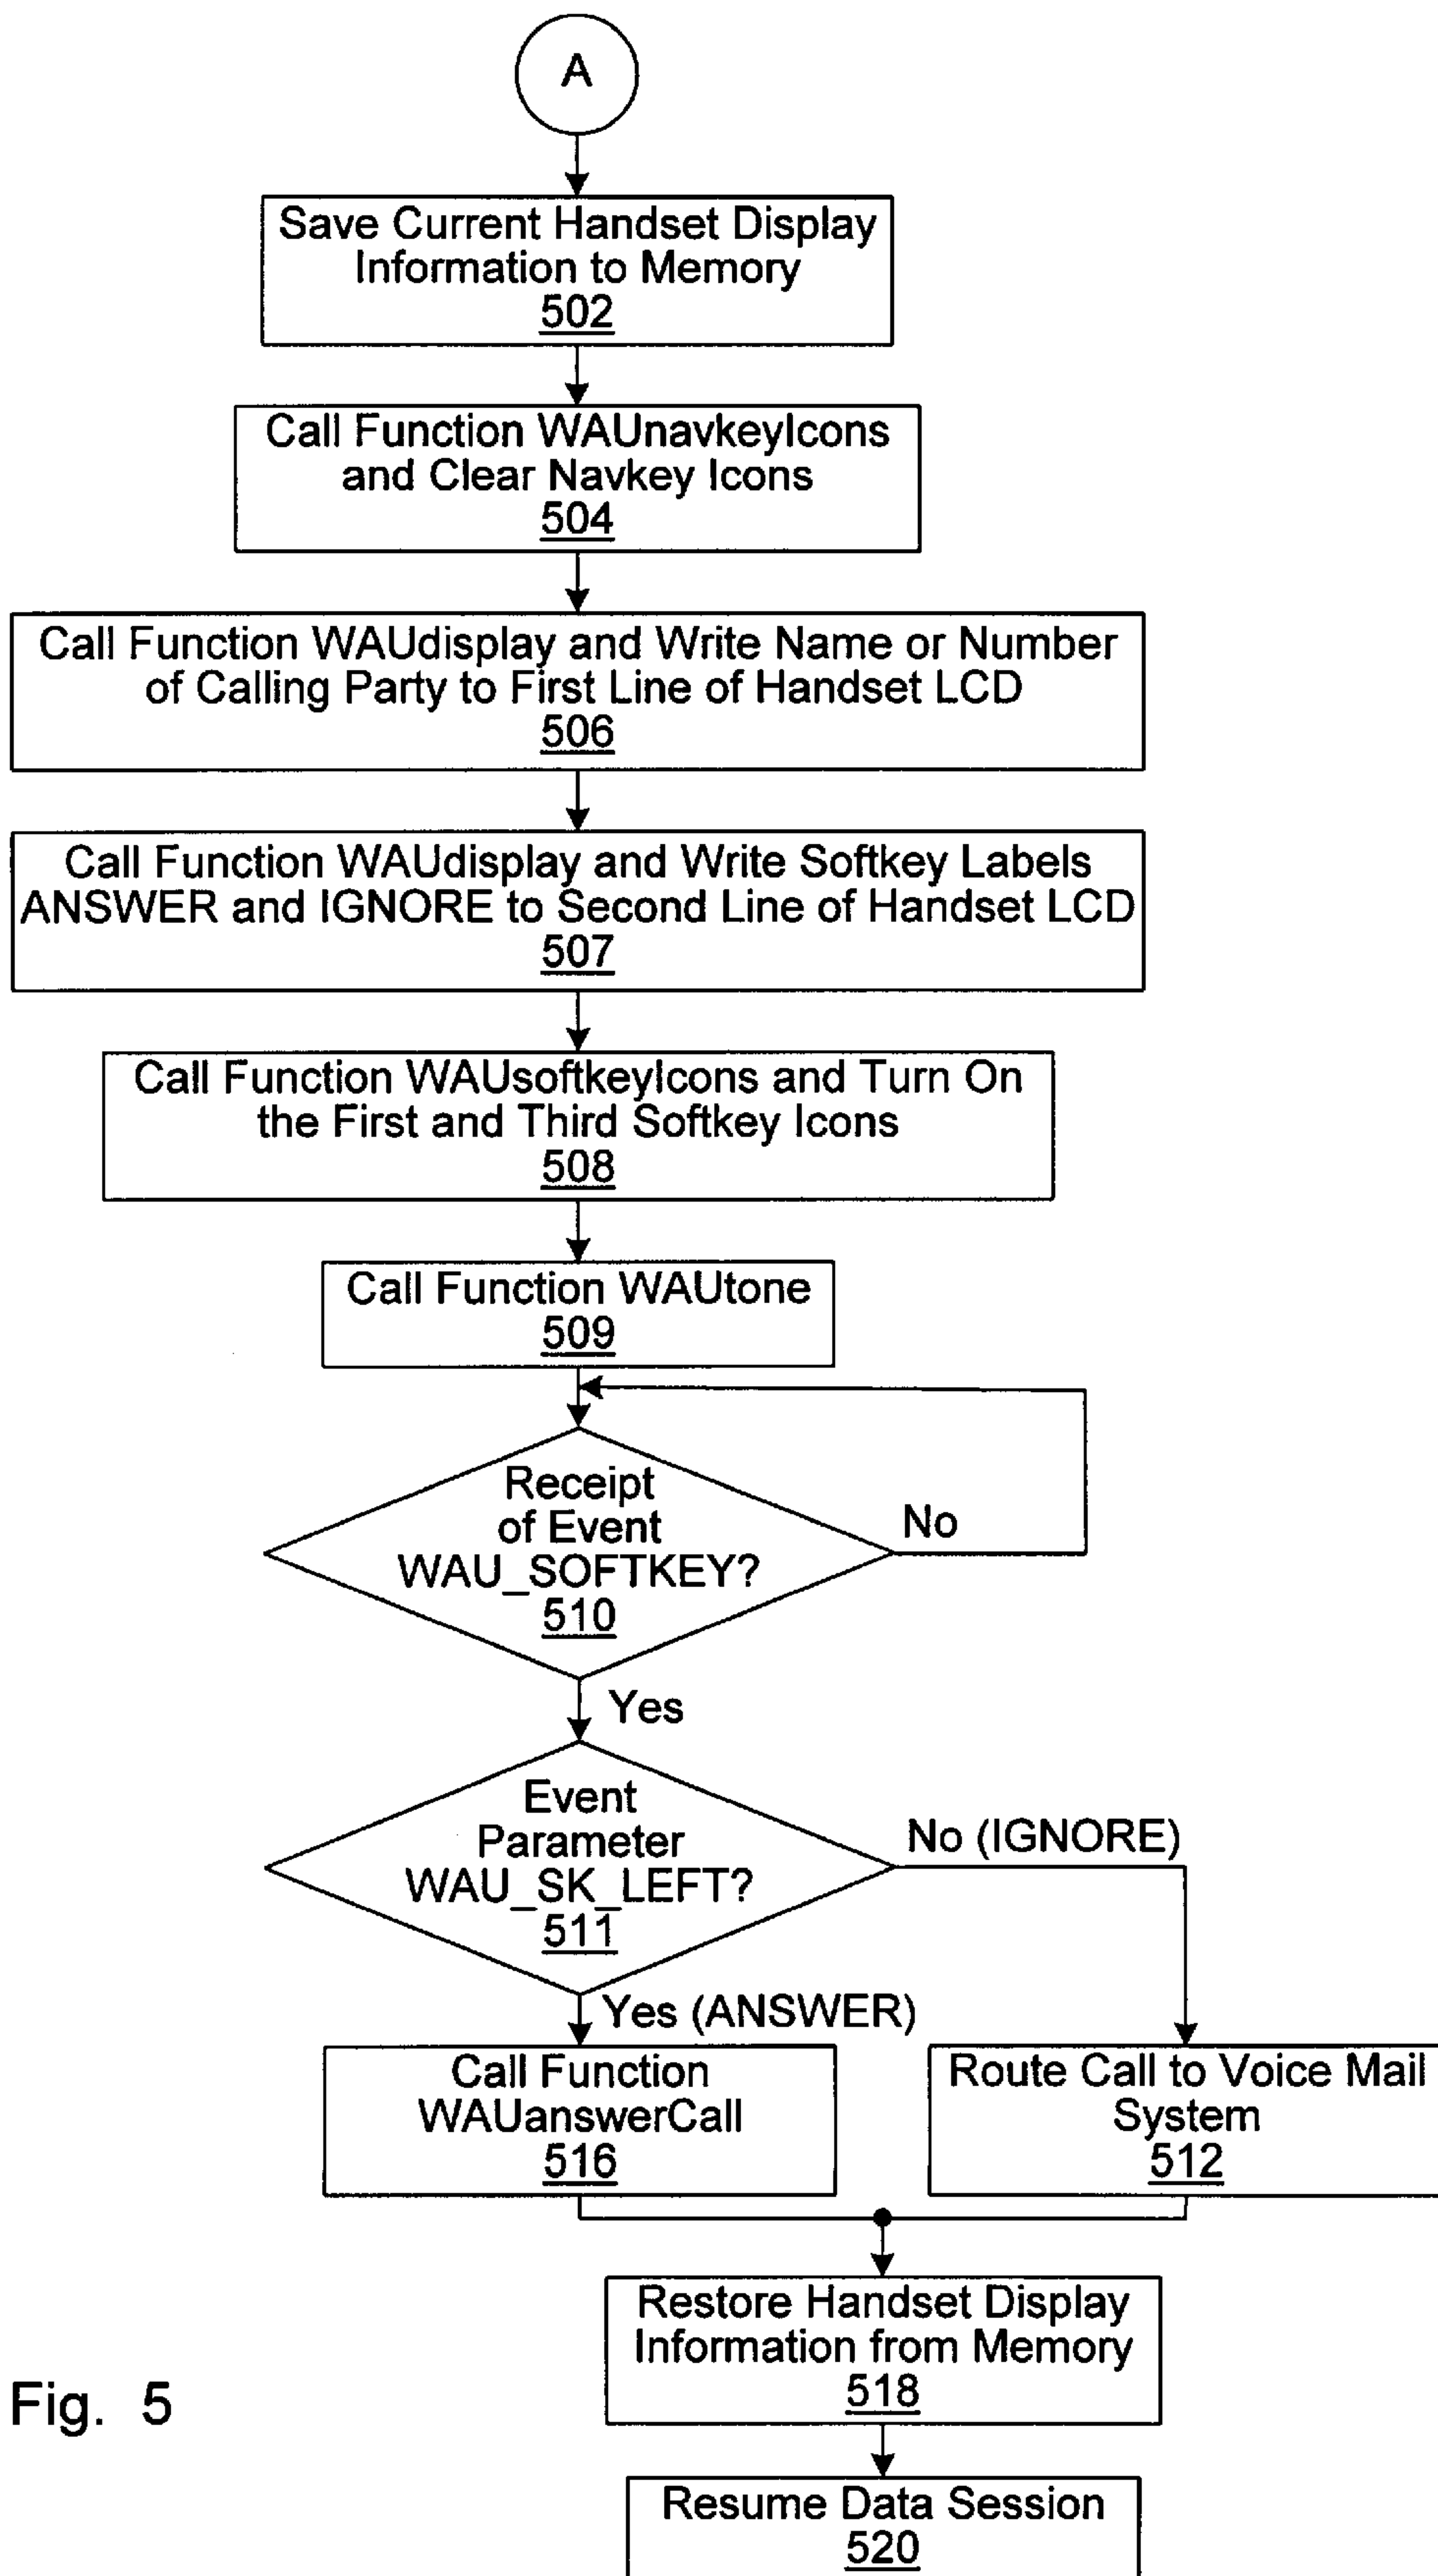 A
Save Current Handset Display
Information to Memory
502
Call Function WAUnavkeyIcons
and Clear Navkey Icons
504
Call Function WAUdisplay and Write Name or Number
of Calling Party to First Line of Handset LCD
506
Call Function WAUdisplay and Write Softkey Labels
ANSWER and IGNORE to Second Line of Handset LCD
507
Call Function WAUsoftkeyIcons and Turn On
the First and Third Softkey Icons
508
Call Function WAUtone
509
Receipt
of Event
WAU_SOFTKEY?
510
No
Yes
Event
Parameter
WAU_SK_LEFT?
511
No (IGNORE)
Yes (ANSWER)
Call Function
WAUanswerCall
516
Route Call to Voice Mail
System
512
Restore Handset Display
Information from Memory
518
Resume Data Session
520
Fig. 5